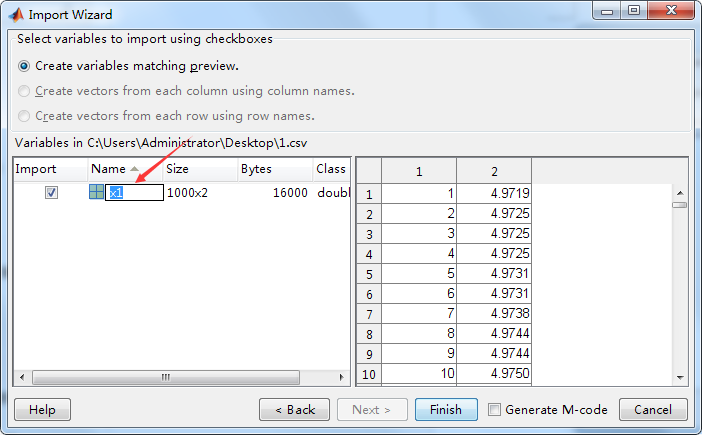 Import Wizard
Select variables to import using checkboxes
Create variables matching preview.
Create vectors from each column using column names.
Create vectors from each row using row names.
Variables in C:\Users\Administrator\Desktop\1.csv
Import Name Size Bytes Class
x1 1000x2 16000 doubl
1 2
1 1 4.9719
2 2 4.9725
3 3 4.9725
4 4 4.9725
5 5 4.9731
6 6 4.9731
7 7 4.9738
8 8 4.9744
9 9 4.9744
10 10 4.9750
Help < Back Next > Finish Generate M-code Cancel